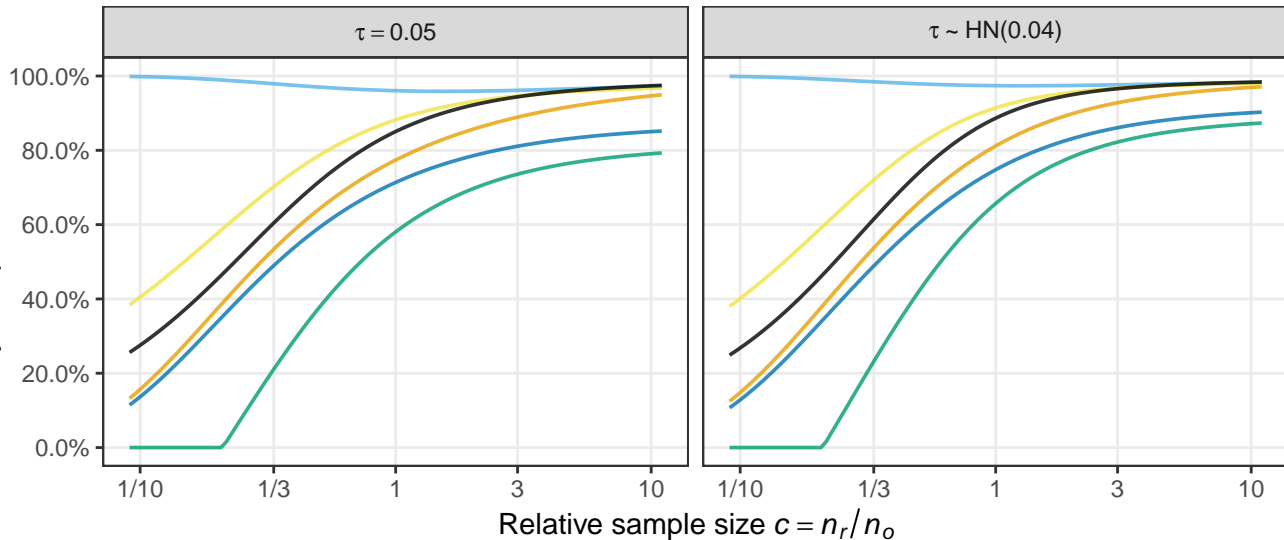 τ = 0.05
τ ~ HN(0.04)
100.0%
80.0%
60.0%
40.0%
20.0%
0.0%
1/10 1/3 1 3 10
1/10 1/3 1 3 10
Relative sample size c = n_r/n_o